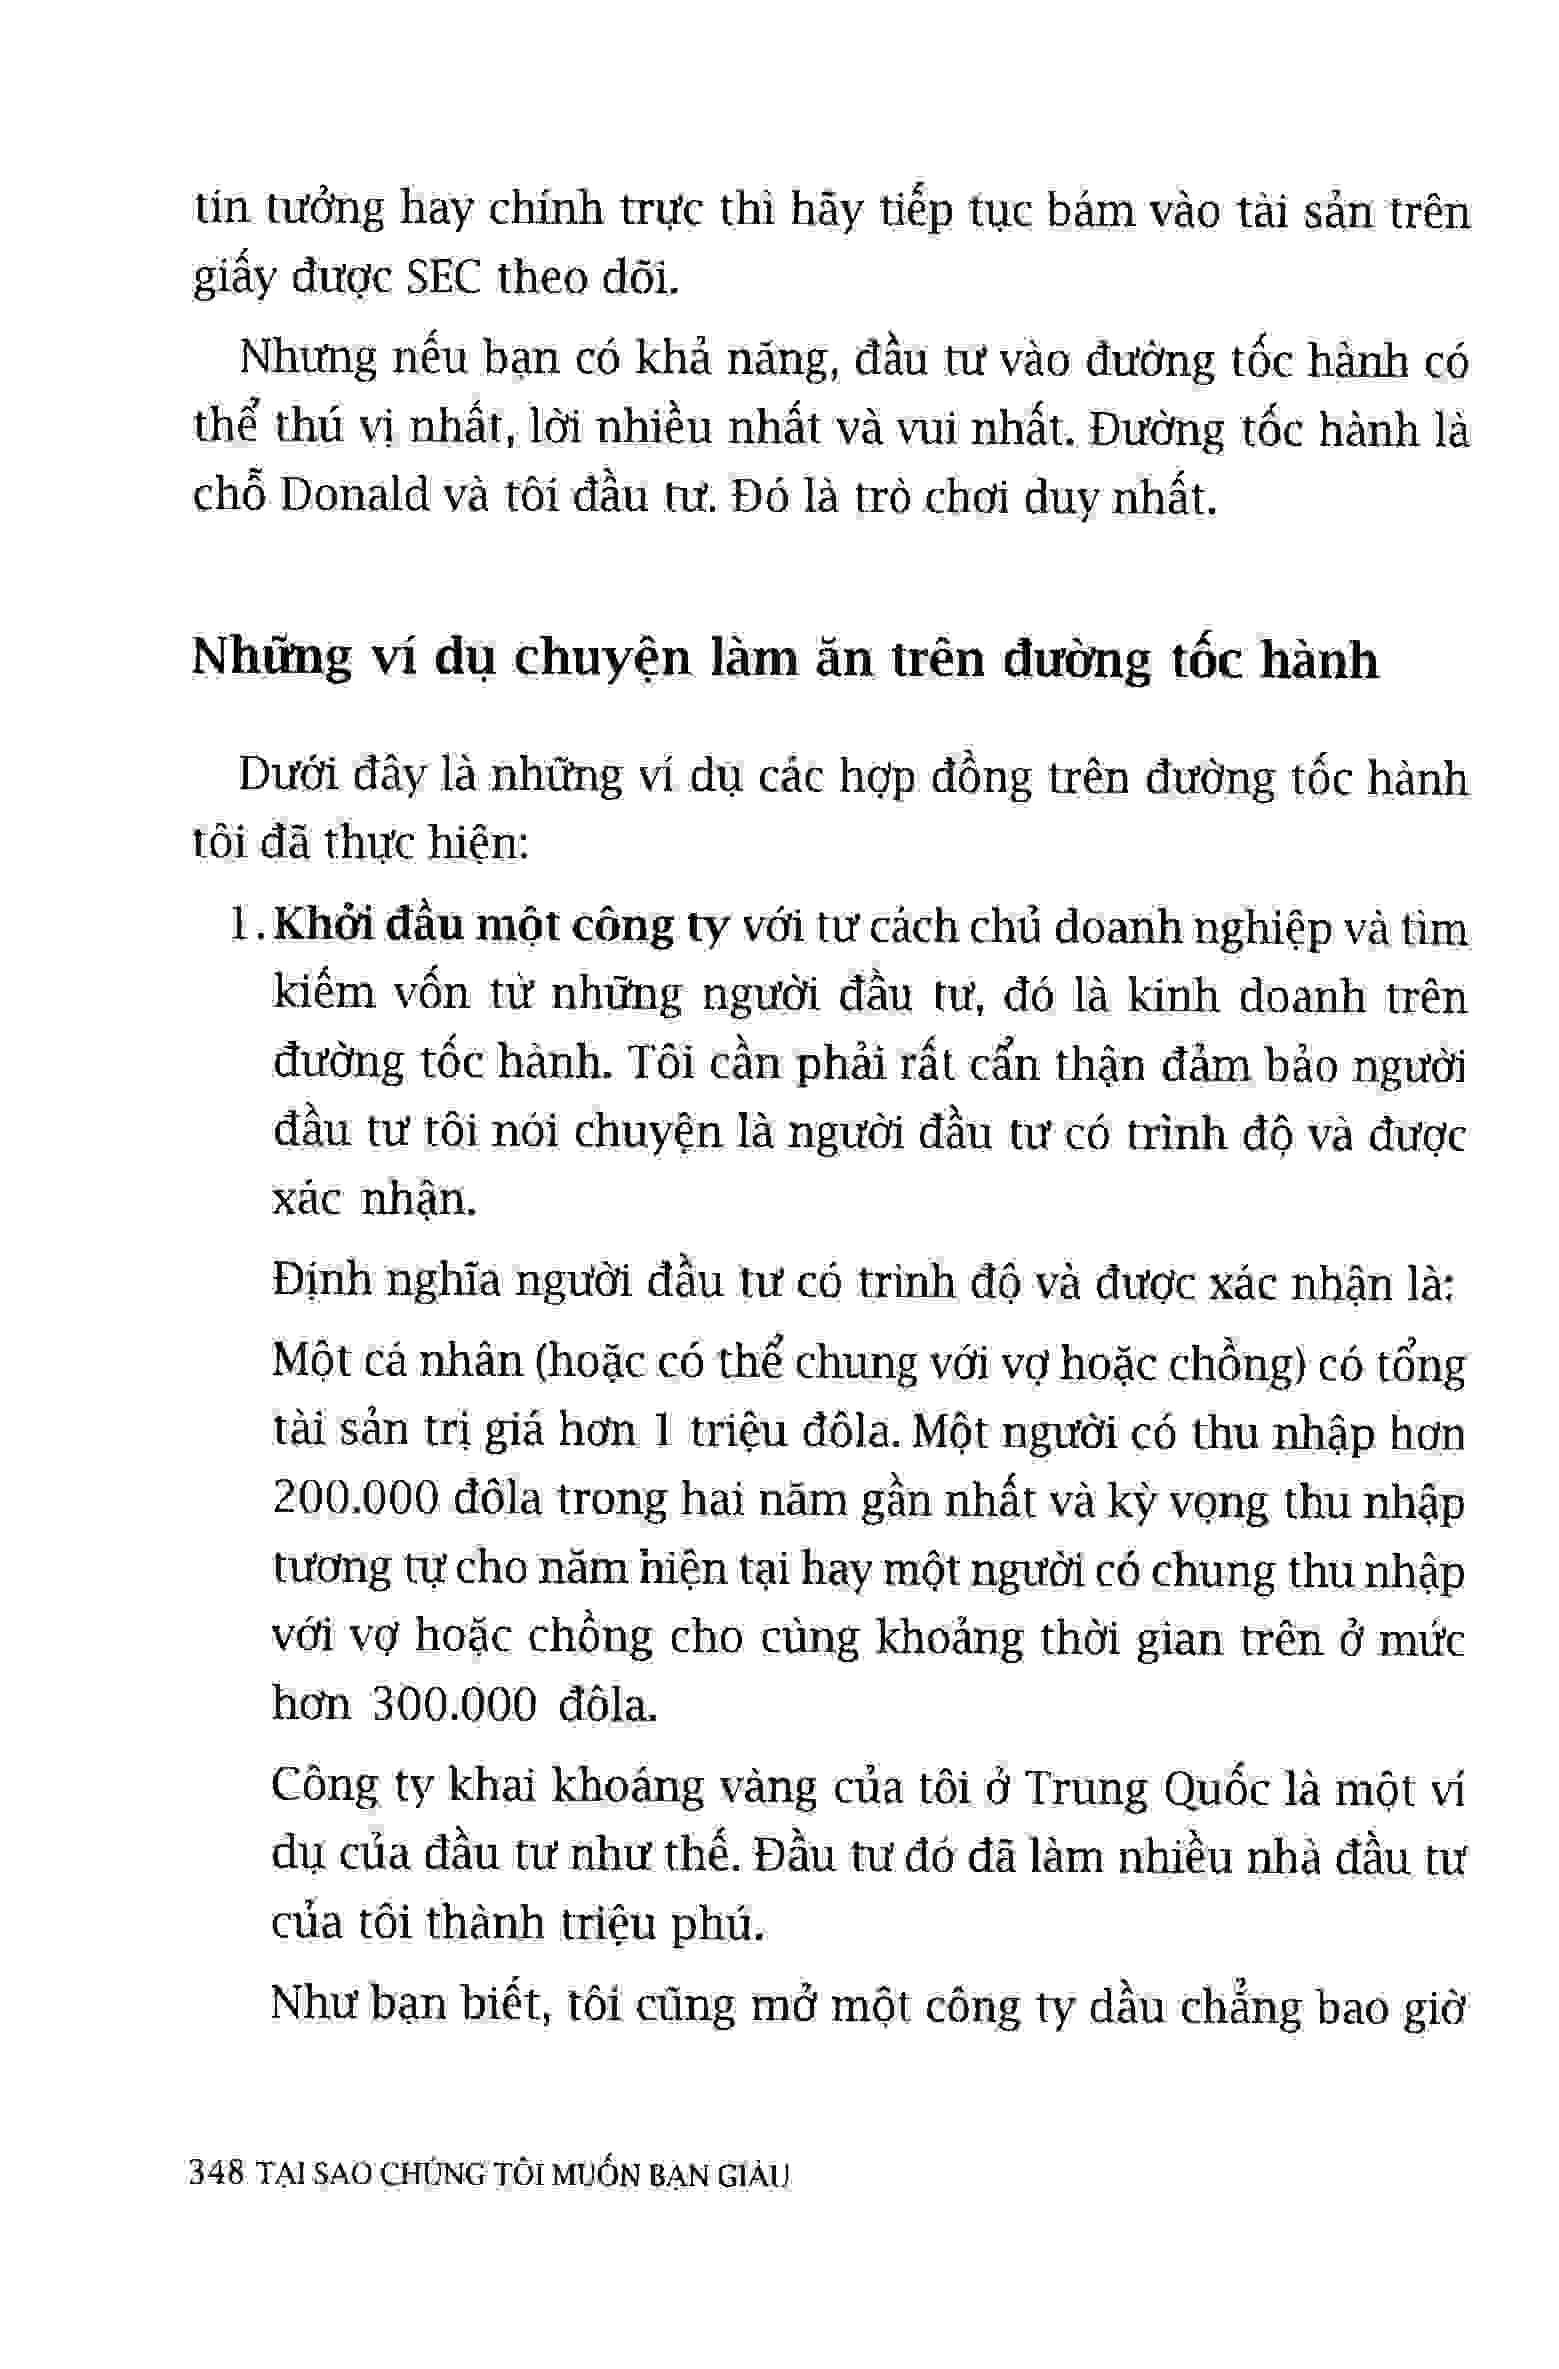 tin tưởng hay chính trực thì hãy tiếp tục bám vào tài sản trên
giấy được SEC theo dõi.
Nhưng nếu bạn có khả năng, đầu tư vào đường tốc hành có
thể thú vị nhất, lời nhiều nhất và vui nhất. Đường tốc hành là
chỗ Donald và tôi đầu tư. Đó là trò chơi duy nhất.
Những ví dụ chuyện làm ăn trên đường tốc hành
Dưới đây là những ví dụ các hợp đồng trên đường tốc hành
tôi đã thực hiện:
1. Khởi đầu một công ty với tư cách chủ doanh nghiệp và tìm
kiếm vốn từ những người đầu tư, đó là kinh doanh trên
đường tốc hành. Tôi cần phải rất cẩn thận đảm bảo người
đầu tư tôi nói chuyện là người đầu tư có trình độ và được
xác nhận.
Định nghĩa người đầu tư có trình độ và được xác nhận là:
Một cá nhân (hoặc có thể chung với vợ hoặc chồng) có tổng
tài sản trị giá hơn 1 triệu đôla. Một người có thu nhập hơn
200.000 đôla trong hai năm gần nhất và kỳ vọng thu nhập
tương tự cho năm hiện tại hay một người có chung thu nhập
với vợ hoặc chồng cho cùng khoảng thời gian trên ở mức
hơn 300.000 đôla.
Công ty khai khoáng vàng của tôi ở Trung Quốc là một ví
dụ của đầu tư như thế. Đầu tư đó đã làm nhiều nhà đầu tư
của tôi thành triệu phú.
Như bạn biết, tôi cũng mở một công ty dầu chẳng bao giờ
348 TẠI SAO CHÚNG TÔI MUỐN BẠN GIÀU